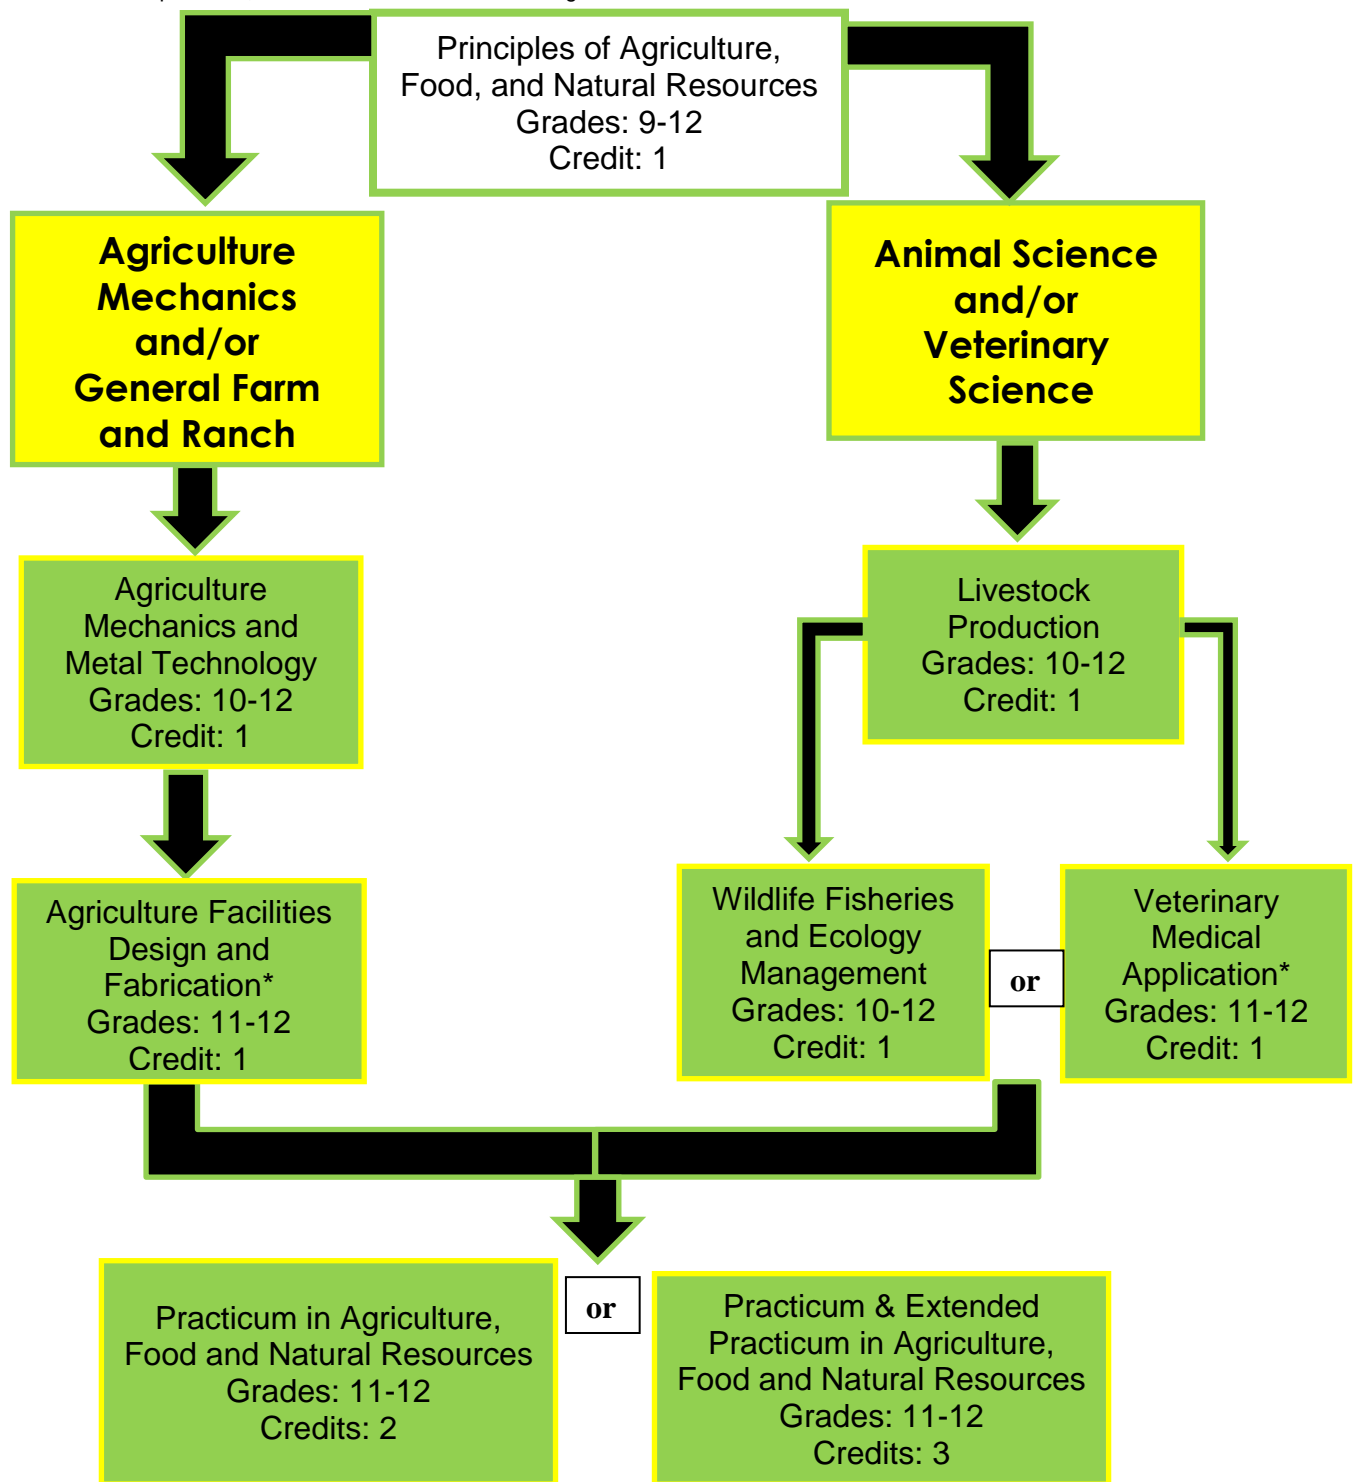 Principles of Agriculture,
Food, and Natural Resources
Grades: 9-12
Credit: 1
Agriculture
Mechanics
and/or
General Farm
and Ranch
Animal Science
and/or
Veterinary
Science
Agriculture
Mechanics and
Metal Technology
Grades: 10-12
Credit: 1
Livestock
Production
Grades: 10-12
Credit: 1
Agriculture Facilities
Design and
Fabrication*
Grades: 11-12
Credit: 1
Wildlife Fisheries
and Ecology
Management
Grades: 10-12
Credit: 1
or
Veterinary
Medical
Application*
Grades: 11-12
Credit: 1
Practicum in Agriculture,
Food and Natural Resources
Grades: 11-12
Credits: 2
or
Practicum & Extended
Practicum in Agriculture,
Food and Natural Resources
Grades: 11-12
Credits: 3